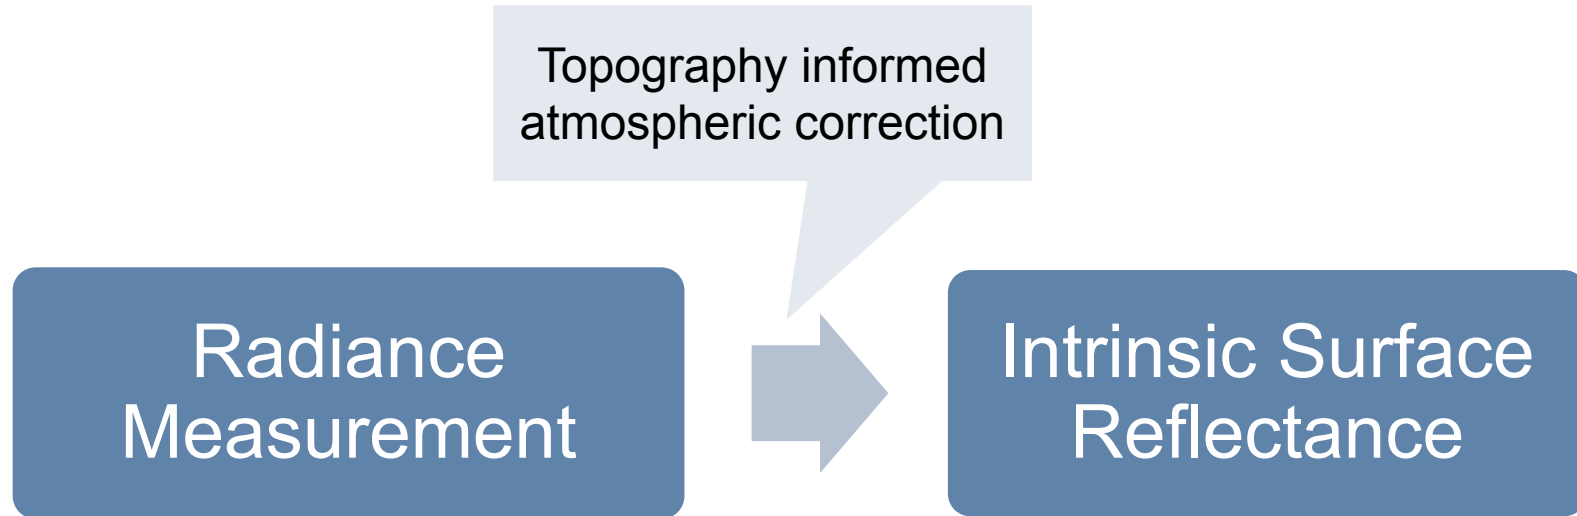 Topography informed
atmospheric correction
Radiance
Measurement
Intrinsic Surface
Reflectance